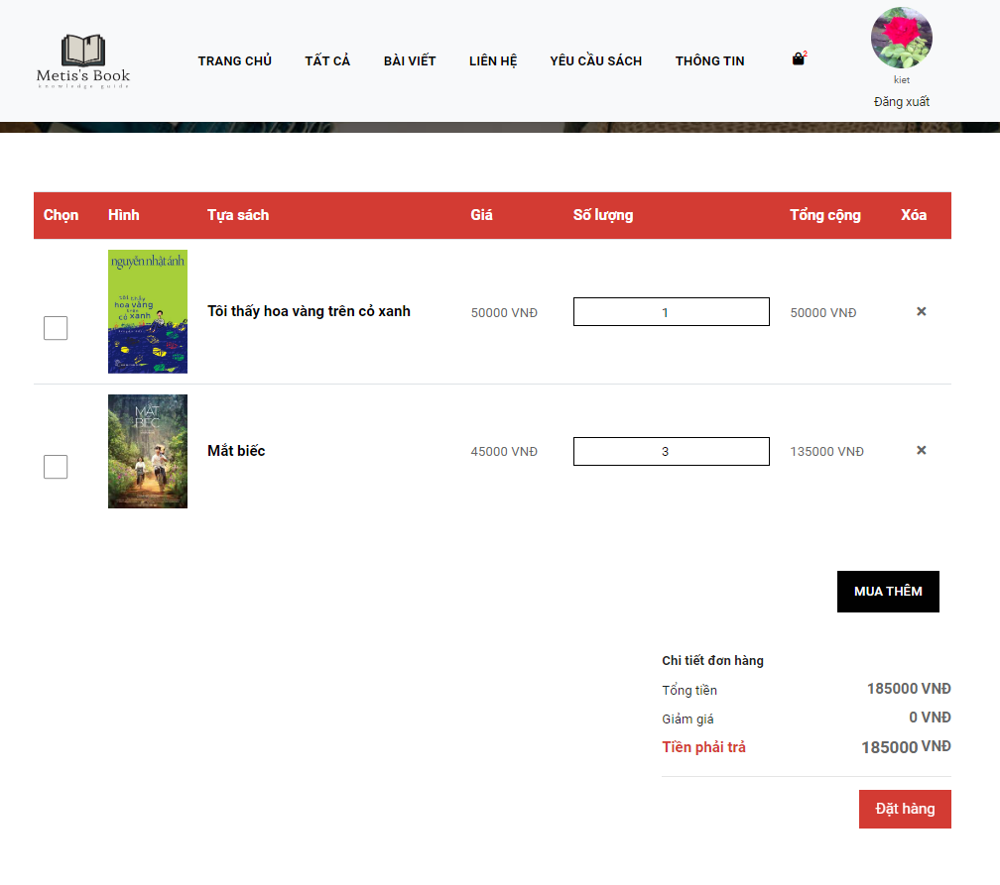 Metis's Book
knowledge guide
TRANG CHỦ TẤT CẢ BÀI VIẾT LIÊN HỆ YÊU CẦU SÁCH THÔNG TIN 2
kiet
Đăng xuất
Chọn Hình Tựa sách Giá Số lượng Tổng cộng Xóa
nguyễn nhật ánh
tôi thấy
hoa vàng
trên
cỏ xanh
Tôi thấy hoa vàng trên cỏ xanh 50000 VNĐ 1 50000 VNĐ ×
MẮT
BIẾC
Mắt biếc 45000 VNĐ 3 135000 VNĐ ×
MUA THÊM
Chi tiết đơn hàng
Tổng tiền 185000 VNĐ
Giảm giá 0 VNĐ
Tiền phải trả 185000 VNĐ
Đặt hàng